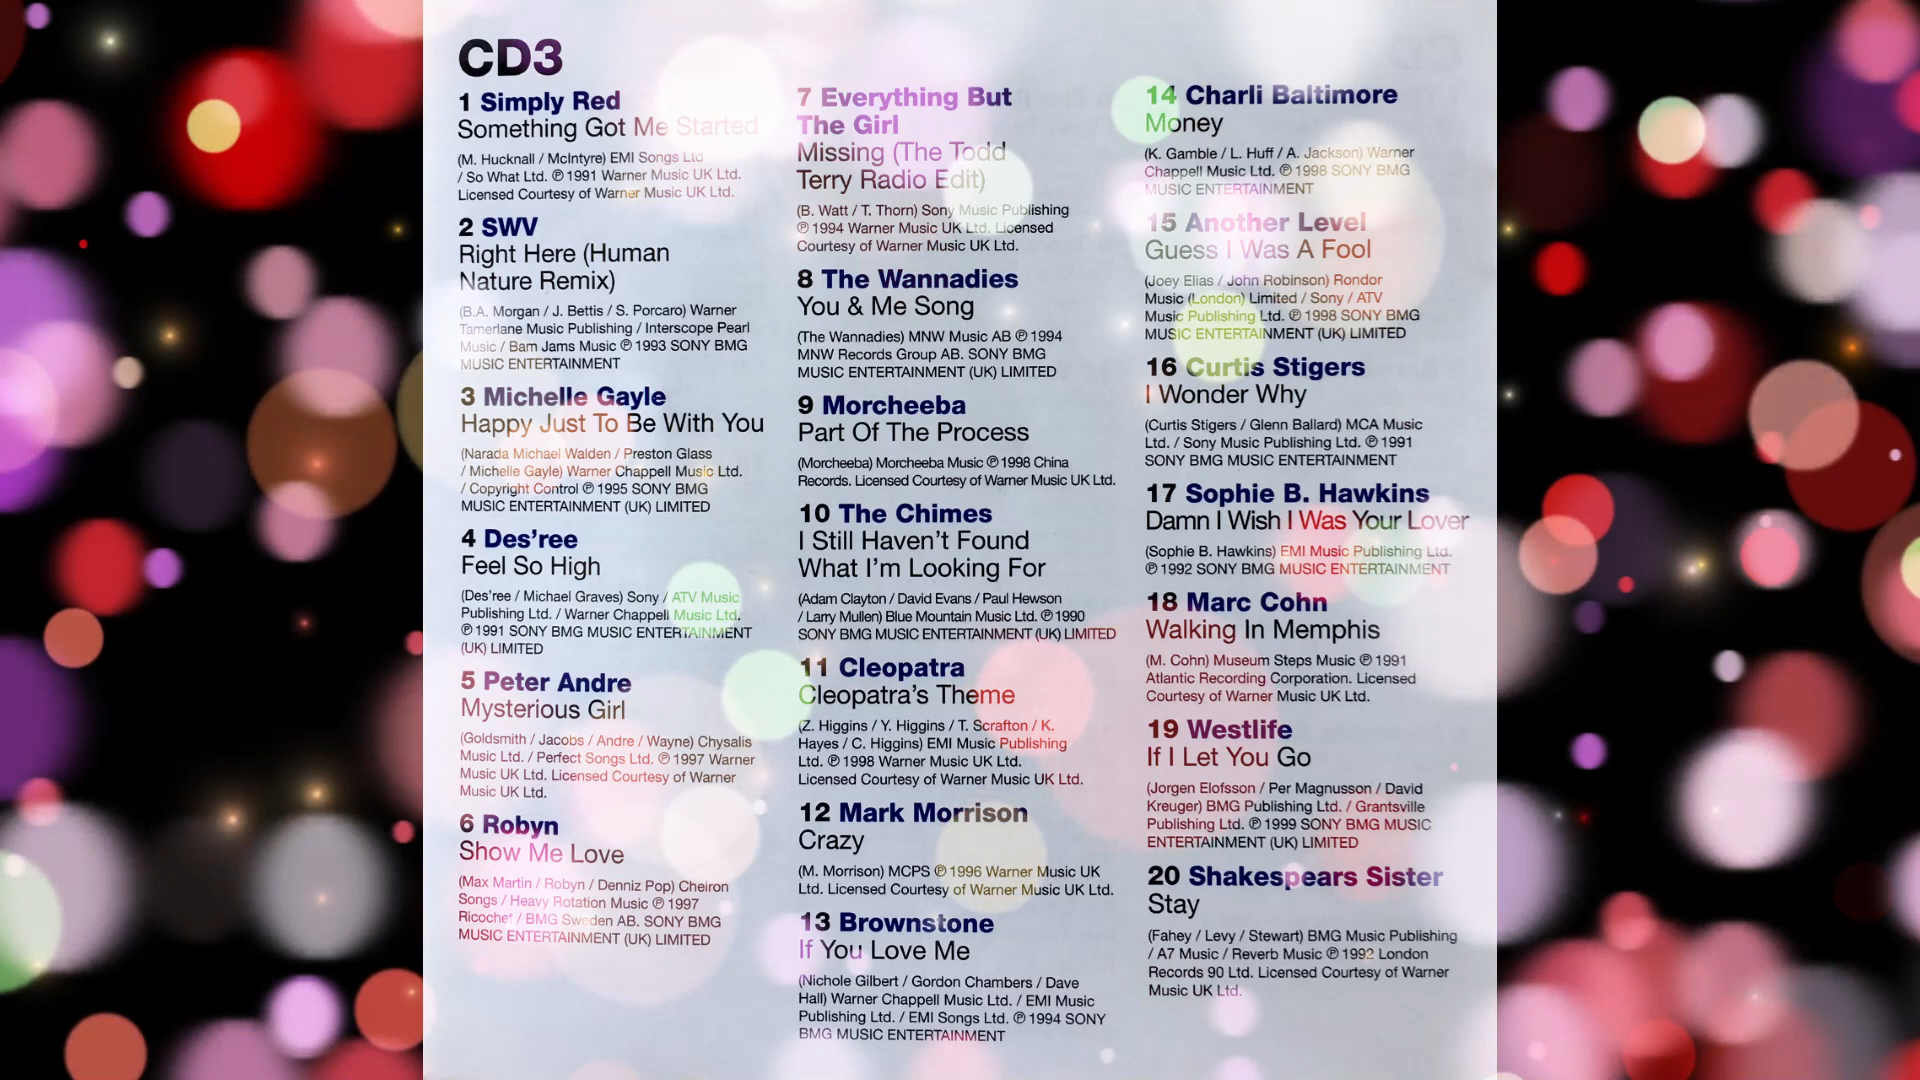 CD3
1 Simply Red
Something Got Me Started
(M. Hucknall / McIntyre) EMI Songs Ltd
/ So What Ltd. ℗ 1991 Warner Music UK Ltd.
Licensed Courtesy of Warner Music UK Ltd.
2 SWV
Right Here (Human
Nature Remix)
(B.A. Morgan / J. Bettis / S. Porcaro) Warner
Tamerlane Music Publishing / Interscope Pearl
Music / Bam Jams Music ℗ 1993 SONY BMG
MUSIC ENTERTAINMENT
3 Michelle Gayle
Happy Just To Be With You
(Narada Michael Walden / Preston Glass
/ Michelle Gayle) Warner Chappell Music Ltd.
/ Copyright Control ℗ 1995 SONY BMG
MUSIC ENTERTAINMENT (UK) LIMITED
4 Des'ree
Feel So High
(Des'ree / Michael Graves) Sony / ATV Music
Publishing Ltd. / Warner Chappell Music Ltd.
℗ 1991 SONY BMG MUSIC ENTERTAINMENT
(UK) LIMITED
5 Peter Andre
Mysterious Girl
(Goldsmith / Jacobs / Andre / Wayne) Chysalis
Music Ltd. / Perfect Songs Ltd. ℗ 1997 Warner
Music UK Ltd. Licensed Courtesy of Warner
Music UK Ltd.
6 Robyn
Show Me Love
(Max Martin / Robyn / Denniz Pop) Cheiron
Songs / Heavy Rotation Music ℗ 1997
Ricochet / BMG Sweden AB. SONY BMG
MUSIC ENTERTAINMENT (UK) LIMITED
7 Everything But
The Girl
Missing (The Todd
Terry Radio Edit)
(B. Watt / T. Thorn) Sony Music Publishing
℗ 1994 Warner Music UK Ltd. Licensed
Courtesy of Warner Music UK Ltd.
8 The Wannadies
You & Me Song
(The Wannadies) MNW Music AB ℗ 1994
MNW Records Group AB. SONY BMG
MUSIC ENTERTAINMENT (UK) LIMITED
9 Morcheeba
Part Of The Process
(Morcheeba) Morcheeba Music ℗ 1998 China
Records. Licensed Courtesy of Warner Music UK Ltd.
10 The Chimes
I Still Haven't Found
What I'm Looking For
(Adam Clayton / David Evans / Paul Hewson
/ Larry Mullen) Blue Mountain Music Ltd. ℗ 1990
SONY BMG MUSIC ENTERTAINMENT (UK) LIMITED
11 Cleopatra
Cleopatra's Theme
(Z. Higgins / Y. Higgins / T. Scrafton / K.
Hayes / C. Higgins) EMI Music Publishing
Ltd. ℗ 1998 Warner Music UK Ltd.
Licensed Courtesy of Warner Music UK Ltd.
12 Mark Morrison
Crazy
(M. Morrison) MCPS ℗ 1996 Warner Music UK
Ltd. Licensed Courtesy of Warner Music UK Ltd.
13 Brownstone
If You Love Me
(Nichole Gilbert / Gordon Chambers / Dave
Hall) Warner Chappell Music Ltd. / EMI Music
Publishing Ltd. / EMI Songs Ltd. ℗ 1994 SONY
BMG MUSIC ENTERTAINMENT
14 Charli Baltimore
Money
(K. Gamble / L. Huff / A. Jackson) Warner
Chappell Music Ltd. ℗ 1998 SONY BMG
MUSIC ENTERTAINMENT
15 Another Level
Guess I Was A Fool
(Joey Elias / John Robinson) Rondor
Music (London) Limited / Sony / ATV
Music Publishing Ltd. ℗ 1998 SONY BMG
MUSIC ENTERTAINMENT (UK) LIMITED
16 Curtis Stigers
I Wonder Why
(Curtis Stigers / Glenn Ballard) MCA Music
Ltd. / Sony Music Publishing Ltd. ℗ 1991
SONY BMG MUSIC ENTERTAINMENT
17 Sophie B. Hawkins
Damn I Wish I Was Your Lover
(Sophie B. Hawkins) EMI Music Publishing Ltd.
℗ 1992 SONY BMG MUSIC ENTERTAINMENT
18 Marc Cohn
Walking In Memphis
(M. Cohn) Museum Steps Music ℗ 1991
Atlantic Recording Corporation. Licensed
Courtesy of Warner Music UK Ltd.
19 Westlife
If I Let You Go
(Jorgen Elofsson / Per Magnusson / David
Kreuger) BMG Publishing Ltd. / Grantsville
Publishing Ltd. ℗ 1999 SONY BMG MUSIC
ENTERTAINMENT (UK) LIMITED
20 Shakespears Sister
Stay
(Fahey / Levy / Stewart) BMG Music Publishing
/ A7 Music / Reverb Music ℗ 1992 London
Records 90 Ltd. Licensed Courtesy of Warner
Music UK Ltd.